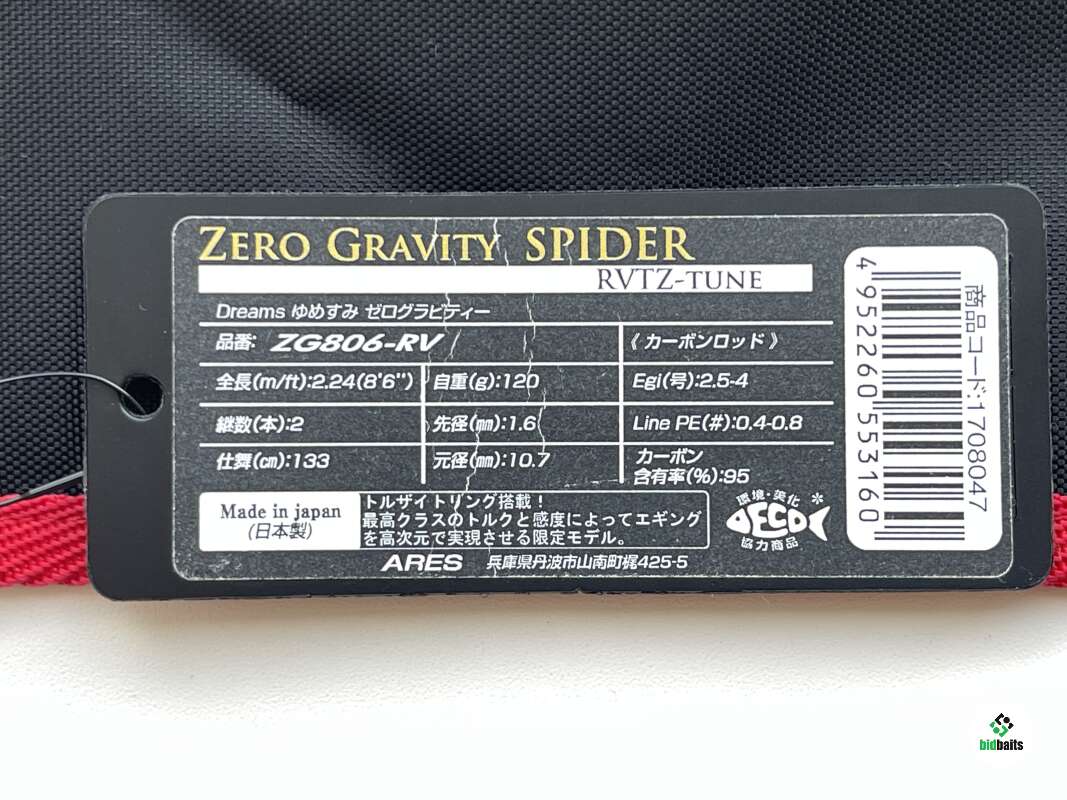 ZERO GRAVITY SPIDER
RVTZ-TUNE
Dreams ゆめすみ ゼログラビティー
品番: ZG806-RV 《 カーボンロッド 》
全長(m/ft):2.24(8'6'') 自重(g):120 Egi(号):2.5-4
継数(本):2 先径(mm):1.6 Line PE(#):0.4-0.8
仕舞(cm):133 元径(mm):10.7 カーボン
含有率(%):95
Made in japan
(日本製)
トルザイトリング搭載！
最高クラスのトルクと感度によってエギング
を高次元で実現させる限定モデル。
環境・美化
DECO
協力商品
ARES 兵庫県丹波市山南町梶425-5
商品コード:1708047
4952260553160
bidbaits